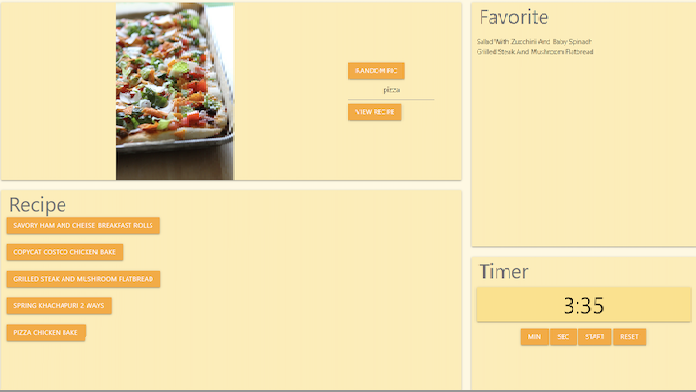 RANDOM PIC
pizza
VIEW RECIPE
Recipe
SAVORY HAM AND CHEESE BREAKFAST ROLLS
COPYCAT COSTCO CHICKEN BAKE
GRILLED STEAK AND MUSHROOM FLATBREAD
SPRING KHACHAPURI 2 WAYS
PIZZA CHICKEN BAKE
Favorite
Salad With Zucchini And Baby Spinach
Grilled Steak And Mushroom Flatbread
Timer
3:35
MIN SEC START RESET